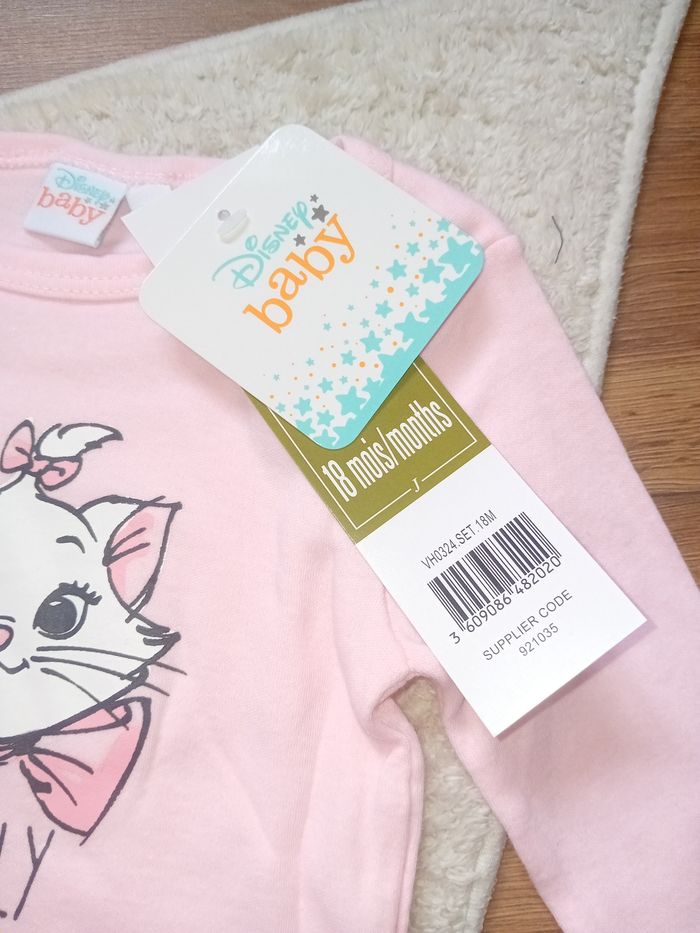 Disney
baby
Disney
baby
18 mois/months
J
VH0324.SET.18M
3 609086 482020
SUPPLIER CODE
921035